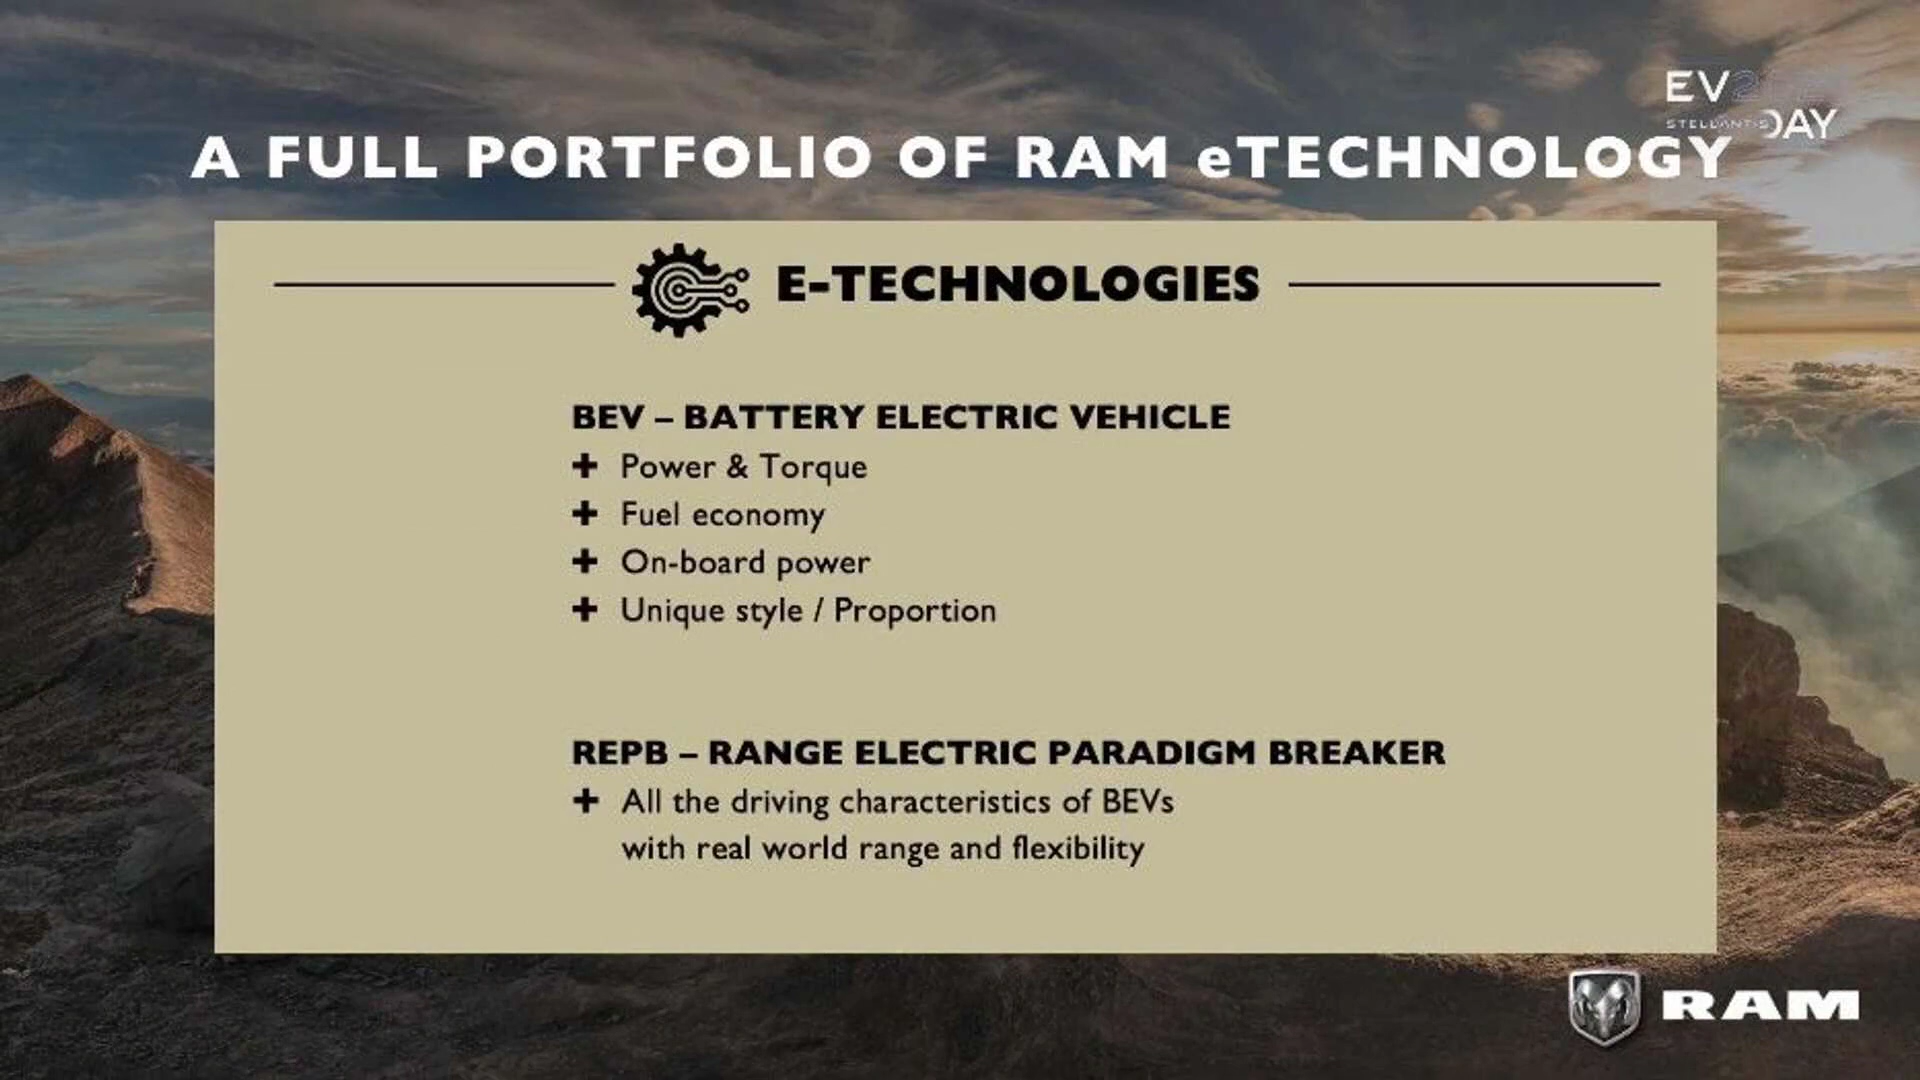 EV
STELLANTIS DAY
A FULL PORTFOLIO OF RAM eTECHNOLOGY
E-TECHNOLOGIES
BEV – BATTERY ELECTRIC VEHICLE
+ Power & Torque
+ Fuel economy
+ On-board power
+ Unique style / Proportion
REPB – RANGE ELECTRIC PARADIGM BREAKER
+ All the driving characteristics of BEVs
with real world range and flexibility
RAM